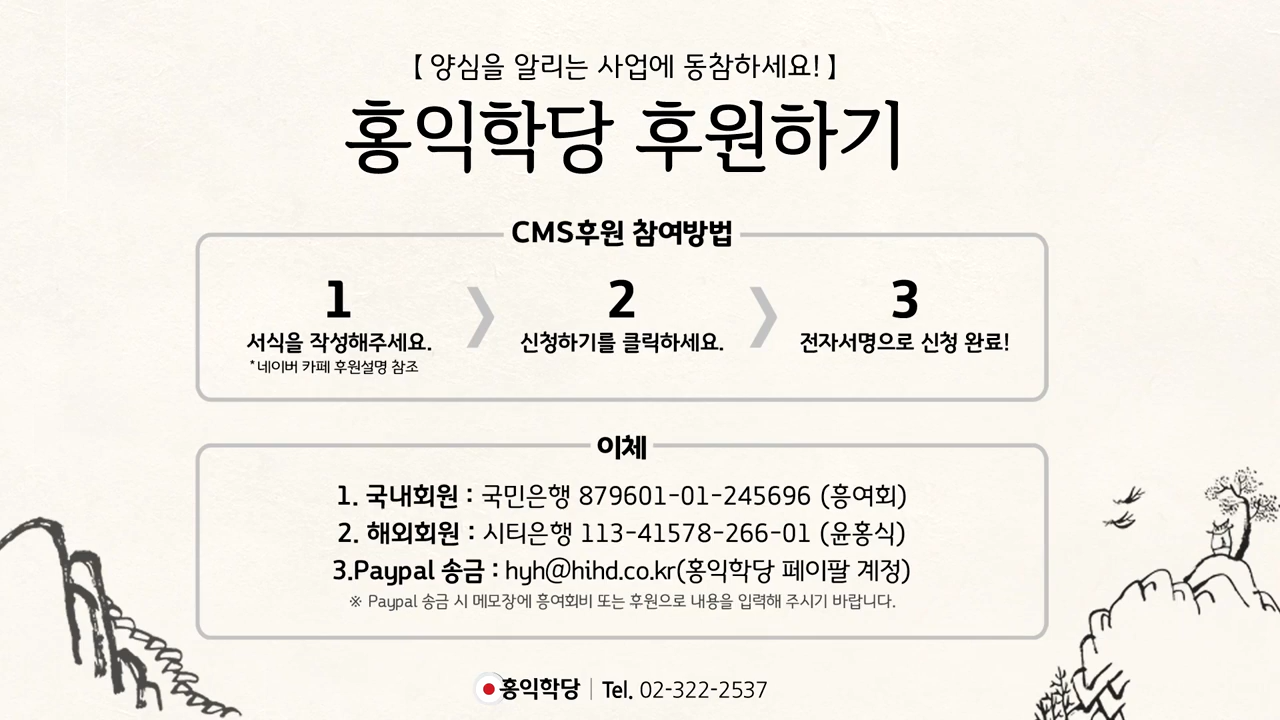 【 양심을 알리는 사업에 동참하세요! 】
홍익학당 후원하기
CMS후원 참여방법
1
서식을 작성해주세요.
*네이버 카페 후원설명 참조
2
신청하기를 클릭하세요.
3
전자서명으로 신청 완료!
이체
1. 국내회원 : 국민은행 879601-01-245696 (흥여회)
2. 해외회원 : 시티은행 113-41578-266-01 (윤홍식)
3.Paypal 송금 : hyh@hihd.co.kr(홍익학당 페이팔 계정)
※ Paypal 송금 시 메모장에 흥여회비 또는 후원으로 내용을 입력해 주시기 바랍니다.
홍익학당 | Tel. 02-322-2537